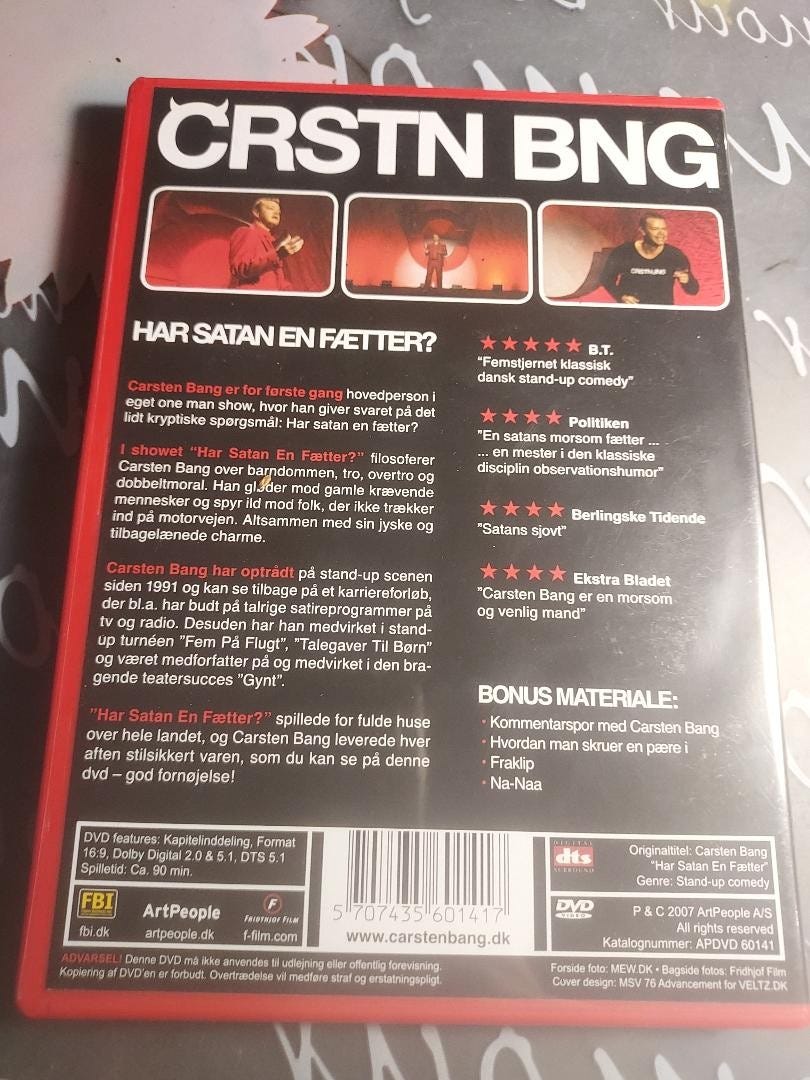 CRSTN BNG
CRSTN BNG
HAR SATAN EN FÆTTER?
Carsten Bang er for første gang hovedperson i
eget one man show, hvor han giver svaret på det
lidt kryptiske spørgsmål: Har satan en fætter?
I showet "Har Satan En Fætter?" filosoferer
Carsten Bang over barndommen, tro, overtro og
dobbeltmoral. Han gløder mod gamle krævende
mennesker og spyr ild mod folk, der ikke trækker
ind på motorvejen. Altsammen med sin jyske og
tilbagelænede charme.
Carsten Bang har optrådt på stand-up scenen
siden 1991 og kan se tilbage på et karriereforløb,
der bl.a. har budt på talrige satireprogrammer på
tv og radio. Desuden har han medvirket i stand-
up turnéen "Fem På Flugt", "Talegaver Til Børn"
og været medforfatter på og medvirket i den bra-
gende teatersucces "Gynt".
"Har Satan En Fætter?" spillede for fulde huse
over hele landet, og Carsten Bang leverede hver
aften stilsikkert varen, som du kan se på denne
dvd – god fornøjelse!
★★★★★ B.T.
"Femstjernet klassisk
dansk stand-up comedy"
★★★★ Politiken
"En satans morsom fætter ...
... en mester i den klassiske
disciplin observationshumor"
★★★★ Berlingske Tidende
"Satans sjovt"
★★★★ Ekstra Bladet
"Carsten Bang er en morsom
og venlig mand"
BONUS MATERIALE:
· Kommentarspor med Carsten Bang
· Hvordan man skruer en pære i
· Fraklip
· Na-Naa
DVD features: Kapitelinddeling, Format
16:9, Dolby Digital 2.0 & 5.1, DTS 5.1
Spilletid: Ca. 90 min.
FBI
fbi.dk
ArtPeople
artpeople.dk
F
FRIDTHJOF FILM
f-film.com
5 707435 601417
www.carstenbang.dk
DIGITAL
dts
SURROUND
Originaltitel: Carsten Bang
"Har Satan En Fætter"
Genre: Stand-up comedy
DVD
VIDEO
P & C 2007 ArtPeople A/S
All rights reserved
Katalognummer: APDVD 60141
ADVARSEL! Denne DVD må ikke anvendes til udlejning eller offentlig forevisning.
Kopiering af DVD'en er forbudt. Overtrædelse vil medføre straf og erstatningspligt.
Forside foto: MEW.DK • Bagside fotos: Fridhjof Film
Cover design: MSV 76 Advancement for VELTZ.DK